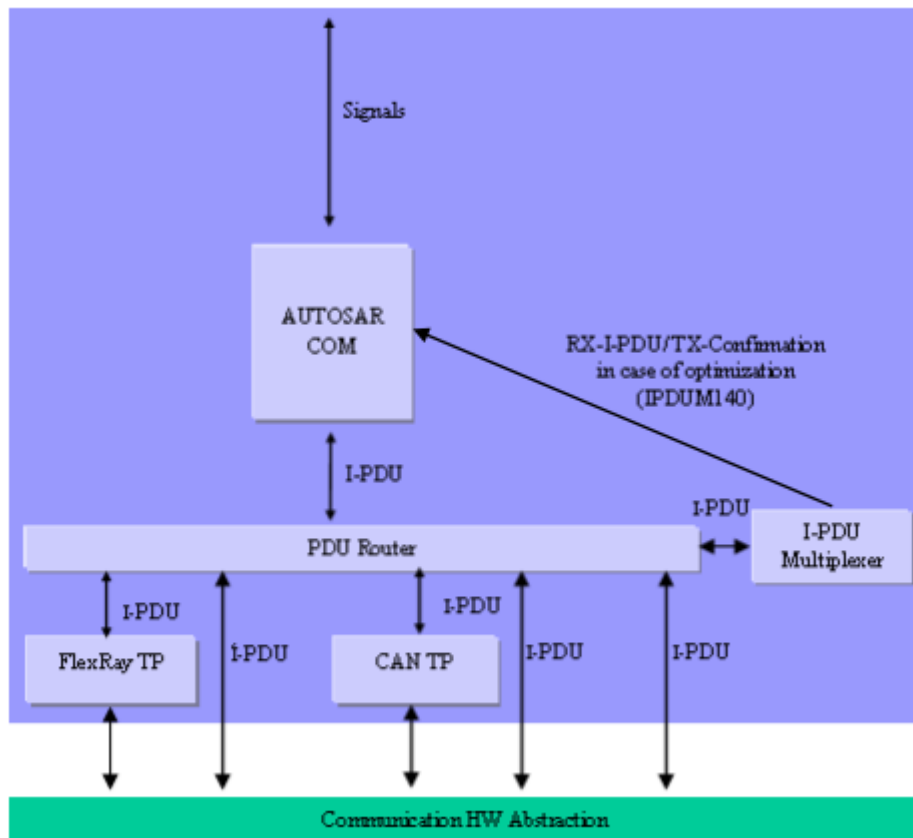 Signals
AUTOSAR
COM
RX-I-PDU/TX-Confirmation
in case of optimization
(IPDUM140)
I-PDU
I-PDU
PDU Router
I-PDU
Multiplexer
I-PDU
I-PDU
FlexRay TP
I-PDU
CAN TP
I-PDU
I-PDU
Communication HW Abstraction